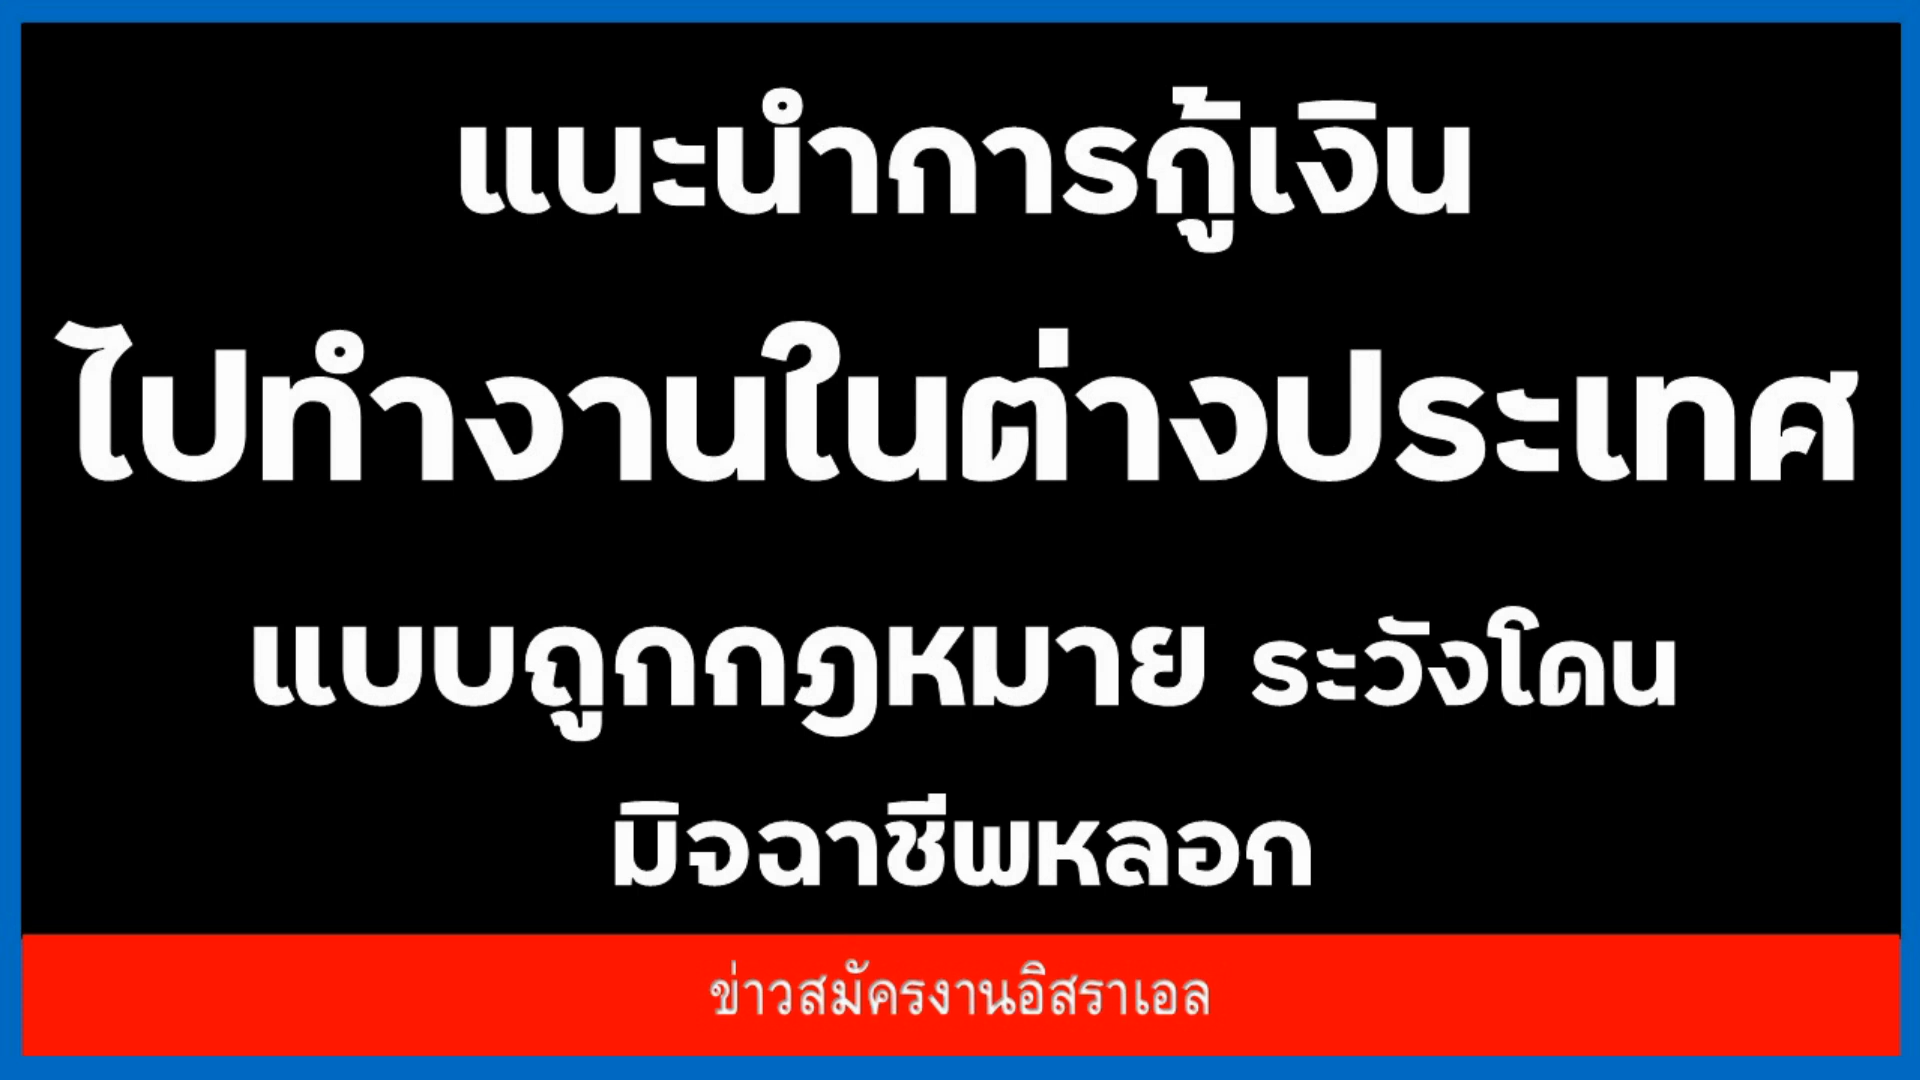 แนะนำการกู้เงิน
ไปทำงานในต่างประเทศ
แบบถูกกฎหมาย ระวังโดน
มิจฉาชีพหลอก
ข่าวสมัครงานอิสราเอล